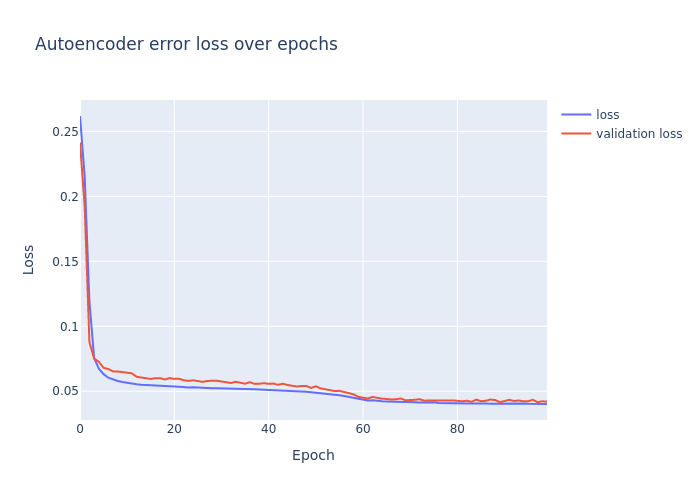 Autoencoder error loss over epochs
loss
validation loss
0.25
0.2
0.15
0.1
0.05
Loss
0 20 40 60 80
Epoch